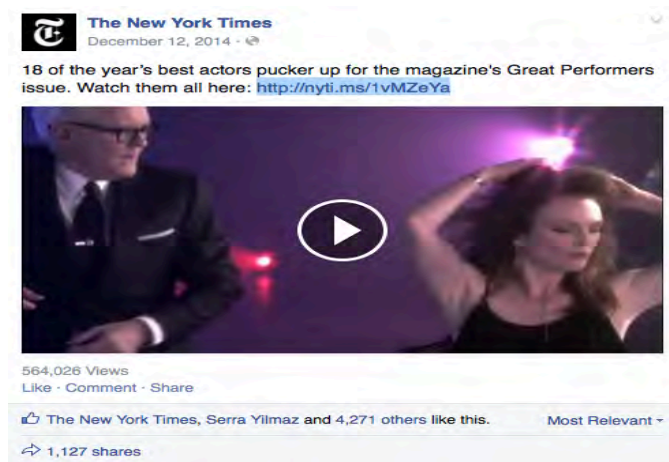 The New York Times
December 12, 2014 ·
18 of the year's best actors pucker up for the magazine's Great Performers
issue. Watch them all here: http://nyti.ms/1vMZeYa
564,026 Views
Like · Comment · Share
The New York Times, Serra Yilmaz and 4,271 others like this. Most Relevant
1,127 shares